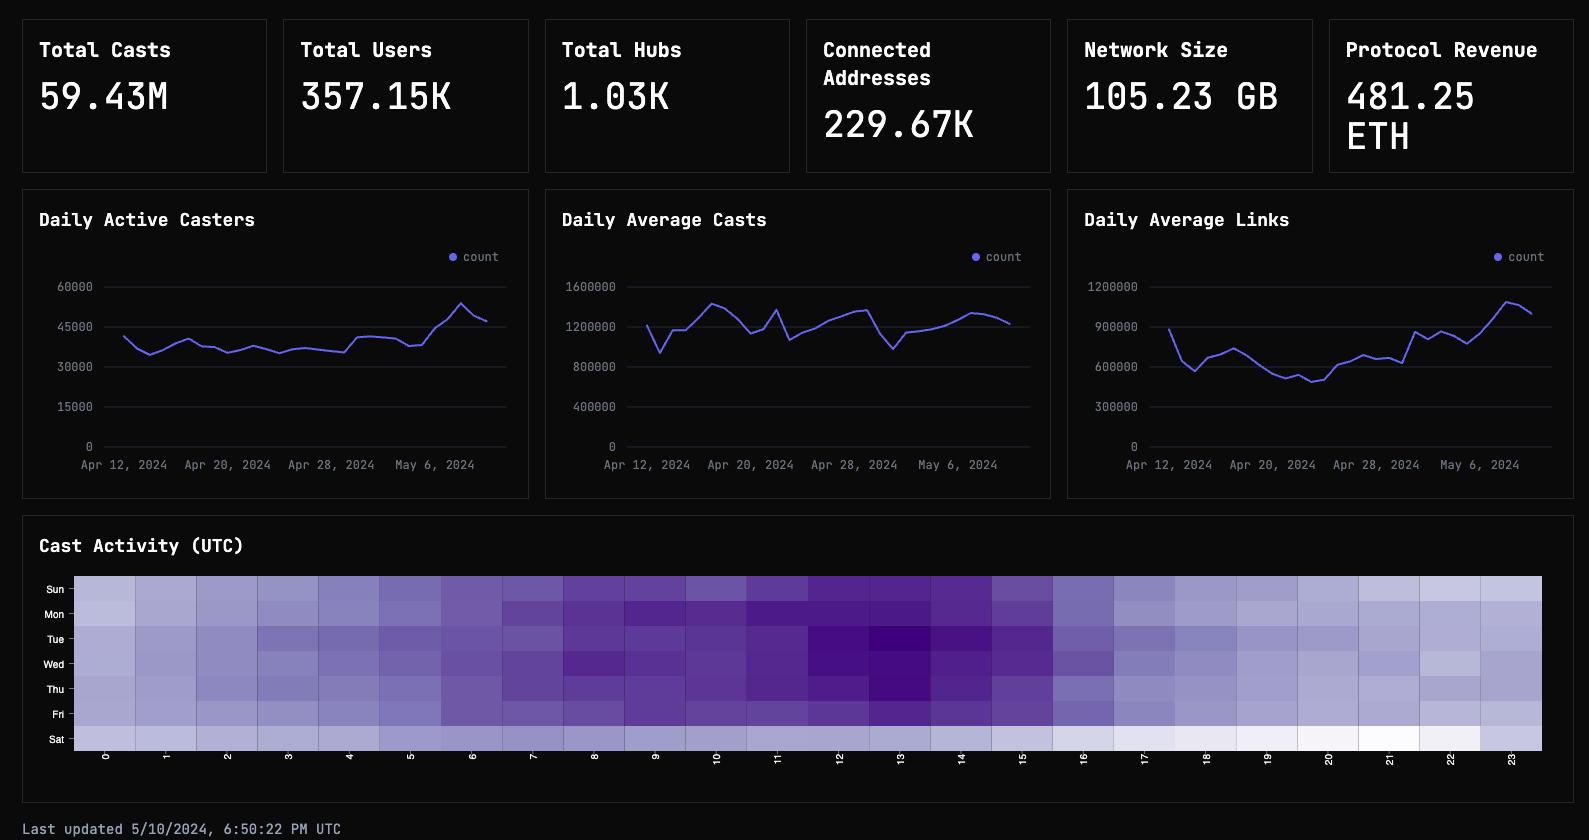 Total Casts
59.43M
Total Users
357.15K
Total Hubs
1.03K
Connected
Addresses
229.67K
Network Size
105.23 GB
Protocol Revenue
481.25
ETH
Daily Active Casters
count
60000
45000
30000
15000
0
Apr 12, 2024 Apr 20, 2024 Apr 28, 2024 May 6, 2024
Daily Average Casts
count
1600000
1200000
800000
400000
0
Apr 12, 2024 Apr 20, 2024 Apr 28, 2024 May 6, 2024
Daily Average Links
count
1200000
900000
600000
300000
0
Apr 12, 2024 Apr 20, 2024 Apr 28, 2024 May 6, 2024
Cast Activity (UTC)
Sun
Mon
Tue
Wed
Thu
Fri
Sat
0 1 2 3 4 5 6 7 8 9 10 11 12 13 14 15 16 17 18 19 20 21 22 23
Last updated 5/10/2024, 6:50:22 PM UTC